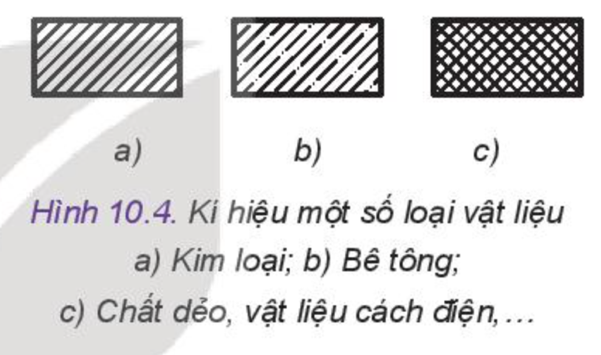 a) b) c)
Hình 10.4. Kí hiệu một số loại vật liệu
a) Kim loại; b) Bê tông;
c) Chất dẻo, vật liệu cách điện,...